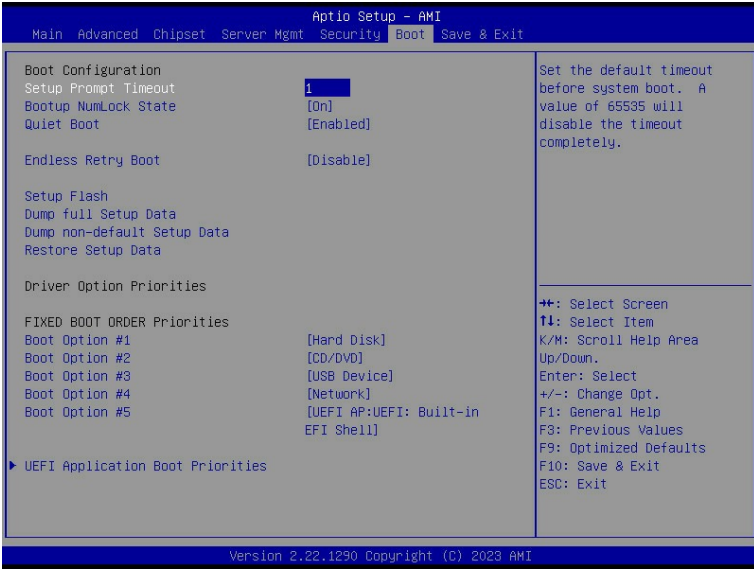 Aptio Setup – AMI
Main Advanced Chipset Server Mgmt Security Boot Save & Exit
Boot Configuration
Setup Prompt Timeout 1
Bootup NumLock State [On]
Quiet Boot [Enabled]
Endless Retry Boot [Disable]
Setup Flash
Dump full Setup Data
Dump non-default Setup Data
Restore Setup Data
Driver Option Priorities
FIXED BOOT ORDER Priorities
Boot Option #1 [Hard Disk]
Boot Option #2 [CD/DVD]
Boot Option #3 [USB Device]
Boot Option #4 [Network]
Boot Option #5 [UEFI AP:UEFI: Built-in
EFI Shell]
UEFI Application Boot Priorities
Set the default timeout
before system boot. A
value of 65535 will
disable the timeout
completely.
→←: Select Screen
↑↓: Select Item
K/M: Scroll Help Area
Up/Down.
Enter: Select
+/-: Change Opt.
F1: General Help
F3: Previous Values
F9: Optimized Defaults
F10: Save & Exit
ESC: Exit
Version 2.22.1290 Copyright (C) 2023 AMI